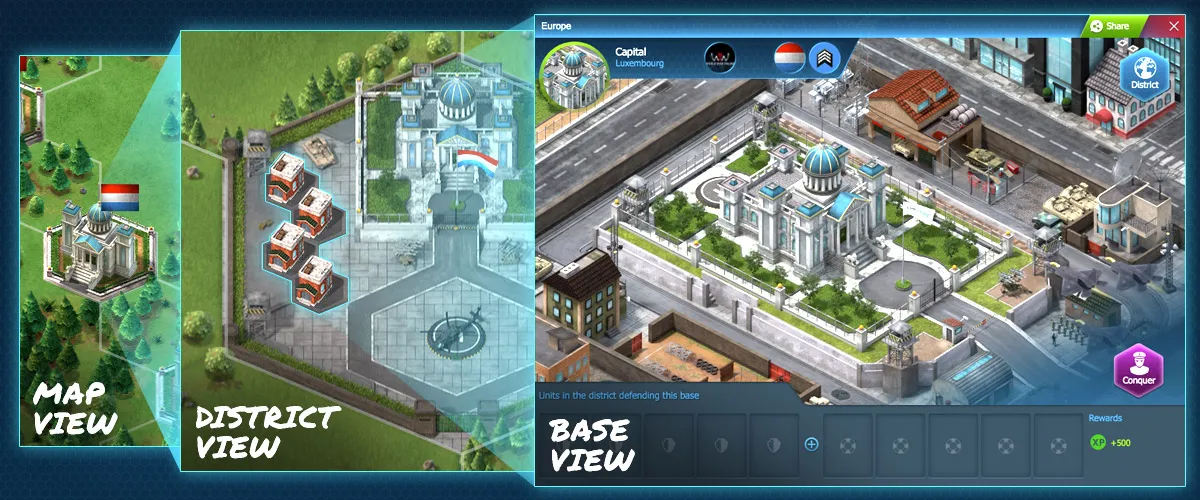 MAP
VIEW
DISTRICT
VIEW
Europe
Share
Capital
Luxembourg
District
Conquer
Units in the district defending this base
BASE
VIEW
Rewards
XP +500